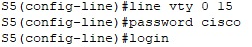 S5(config-line)#line vty 0 15
S5(config-line)#password cisco
S5(config-line)#login